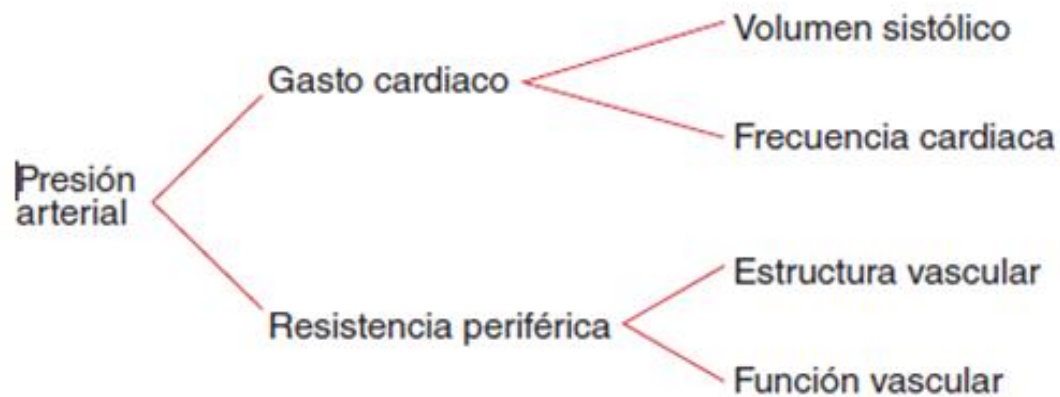 Volumen sistólico
Gasto cardiaco
Frecuencia cardiaca
Presión
arterial
Estructura vascular
Resistencia periférica
Función vascular